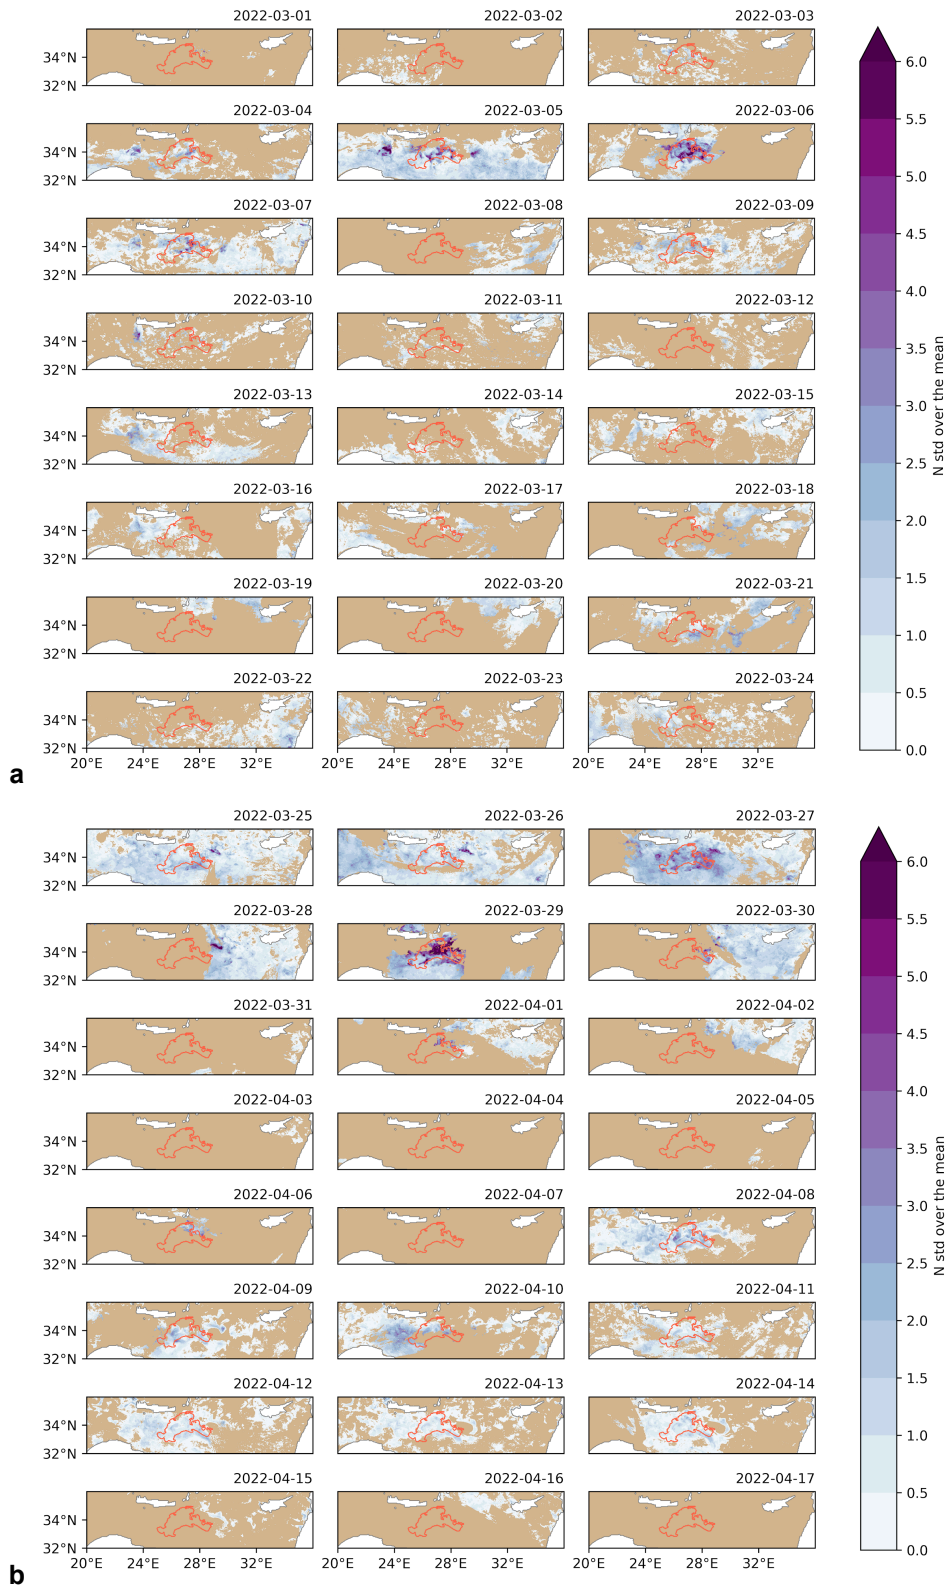 2022-03-01 2022-03-02 2022-03-03
34°N
32°N
6.0
2022-03-04 2022-03-05 2022-03-06
34°N
32°N
5.5
5.0
2022-03-07 2022-03-08 2022-03-09
34°N
32°N
4.5
4.0
2022-03-10 2022-03-11 2022-03-12
34°N
32°N
3.5
3.0
2022-03-13 2022-03-14 2022-03-15
34°N
32°N
2.5
N std over the mean
2022-03-16 2022-03-17 2022-03-18
34°N
32°N
2.0
1.5
2022-03-19 2022-03-20 2022-03-21
34°N
32°N
1.0
0.5
2022-03-22 2022-03-23 2022-03-24
34°N
32°N
0.0
20°E 24°E 28°E 32°E 20°E 24°E 28°E 32°E 20°E 24°E 28°E 32°E
a
2022-03-25 2022-03-26 2022-03-27
34°N
32°N
6.0
2022-03-28 2022-03-29 2022-03-30
34°N
32°N
5.5
5.0
2022-03-31 2022-04-01 2022-04-02
34°N
32°N
4.5
4.0
2022-04-03 2022-04-04 2022-04-05
34°N
32°N
3.5
3.0
2022-04-06 2022-04-07 2022-04-08
34°N
32°N
2.5
N std over the mean
2022-04-09 2022-04-10 2022-04-11
34°N
32°N
2.0
1.5
2022-04-12 2022-04-13 2022-04-14
34°N
32°N
1.0
0.5
2022-04-15 2022-04-16 2022-04-17
34°N
32°N
0.0
20°E 24°E 28°E 32°E 20°E 24°E 28°E 32°E 20°E 24°E 28°E 32°E
b